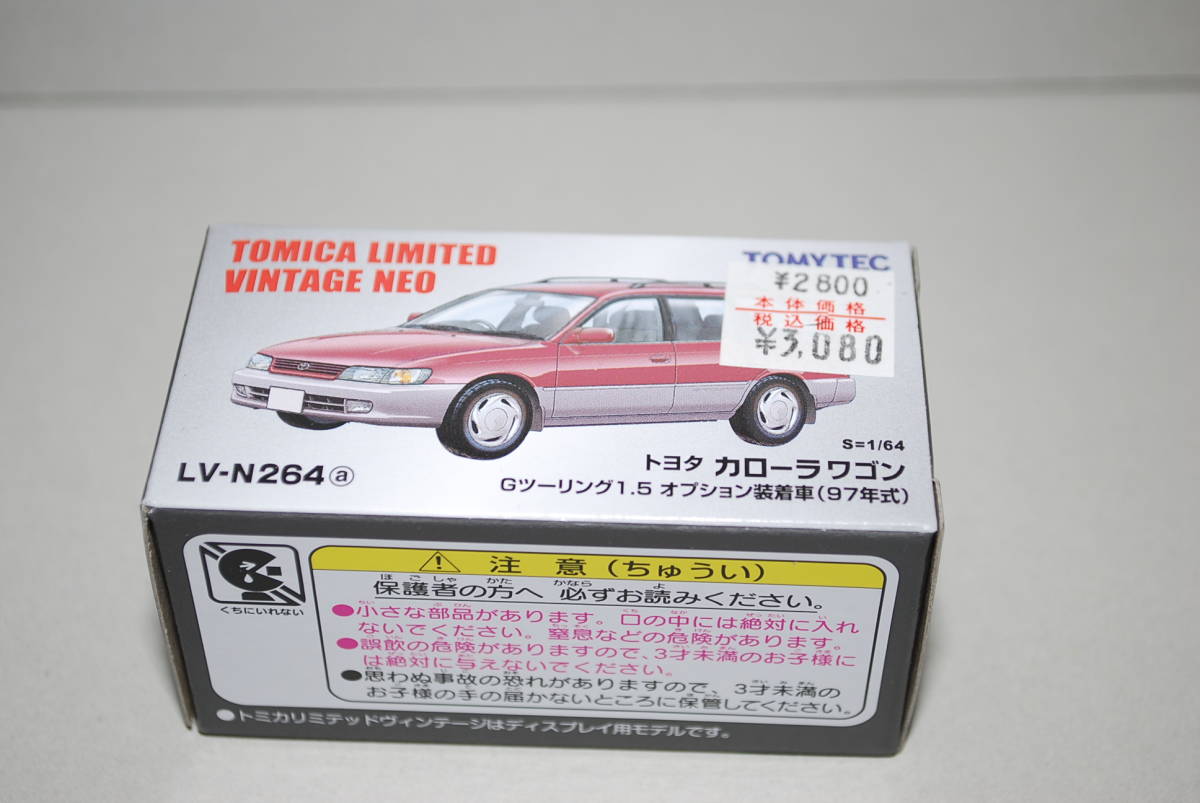 TOMICA LIMITED
VINTAGE NEO
TOMYTEC
¥2800
本体価格
税込価格
¥3,080
S=1/64
LV-N264ⓐ
トヨタ カローラワゴン
Gツーリング1.5 オプション装着車(97年式)
くちにいれない
注 意(ちゅうい)
保護者の方へ 必ずお読みください。
●小さな部品があります。口の中には絶対に入れ
ないでください。窒息などの危険があります。
●誤飲の危険がありますので、3才未満のお子様に
は絶対に与えないでください。
●思わぬ事故の恐れがありますので、3才未満の
お子様の手の届かないところに保管してください。
●トミカリミテッドヴィンテージはディスプレイ用モデルです。